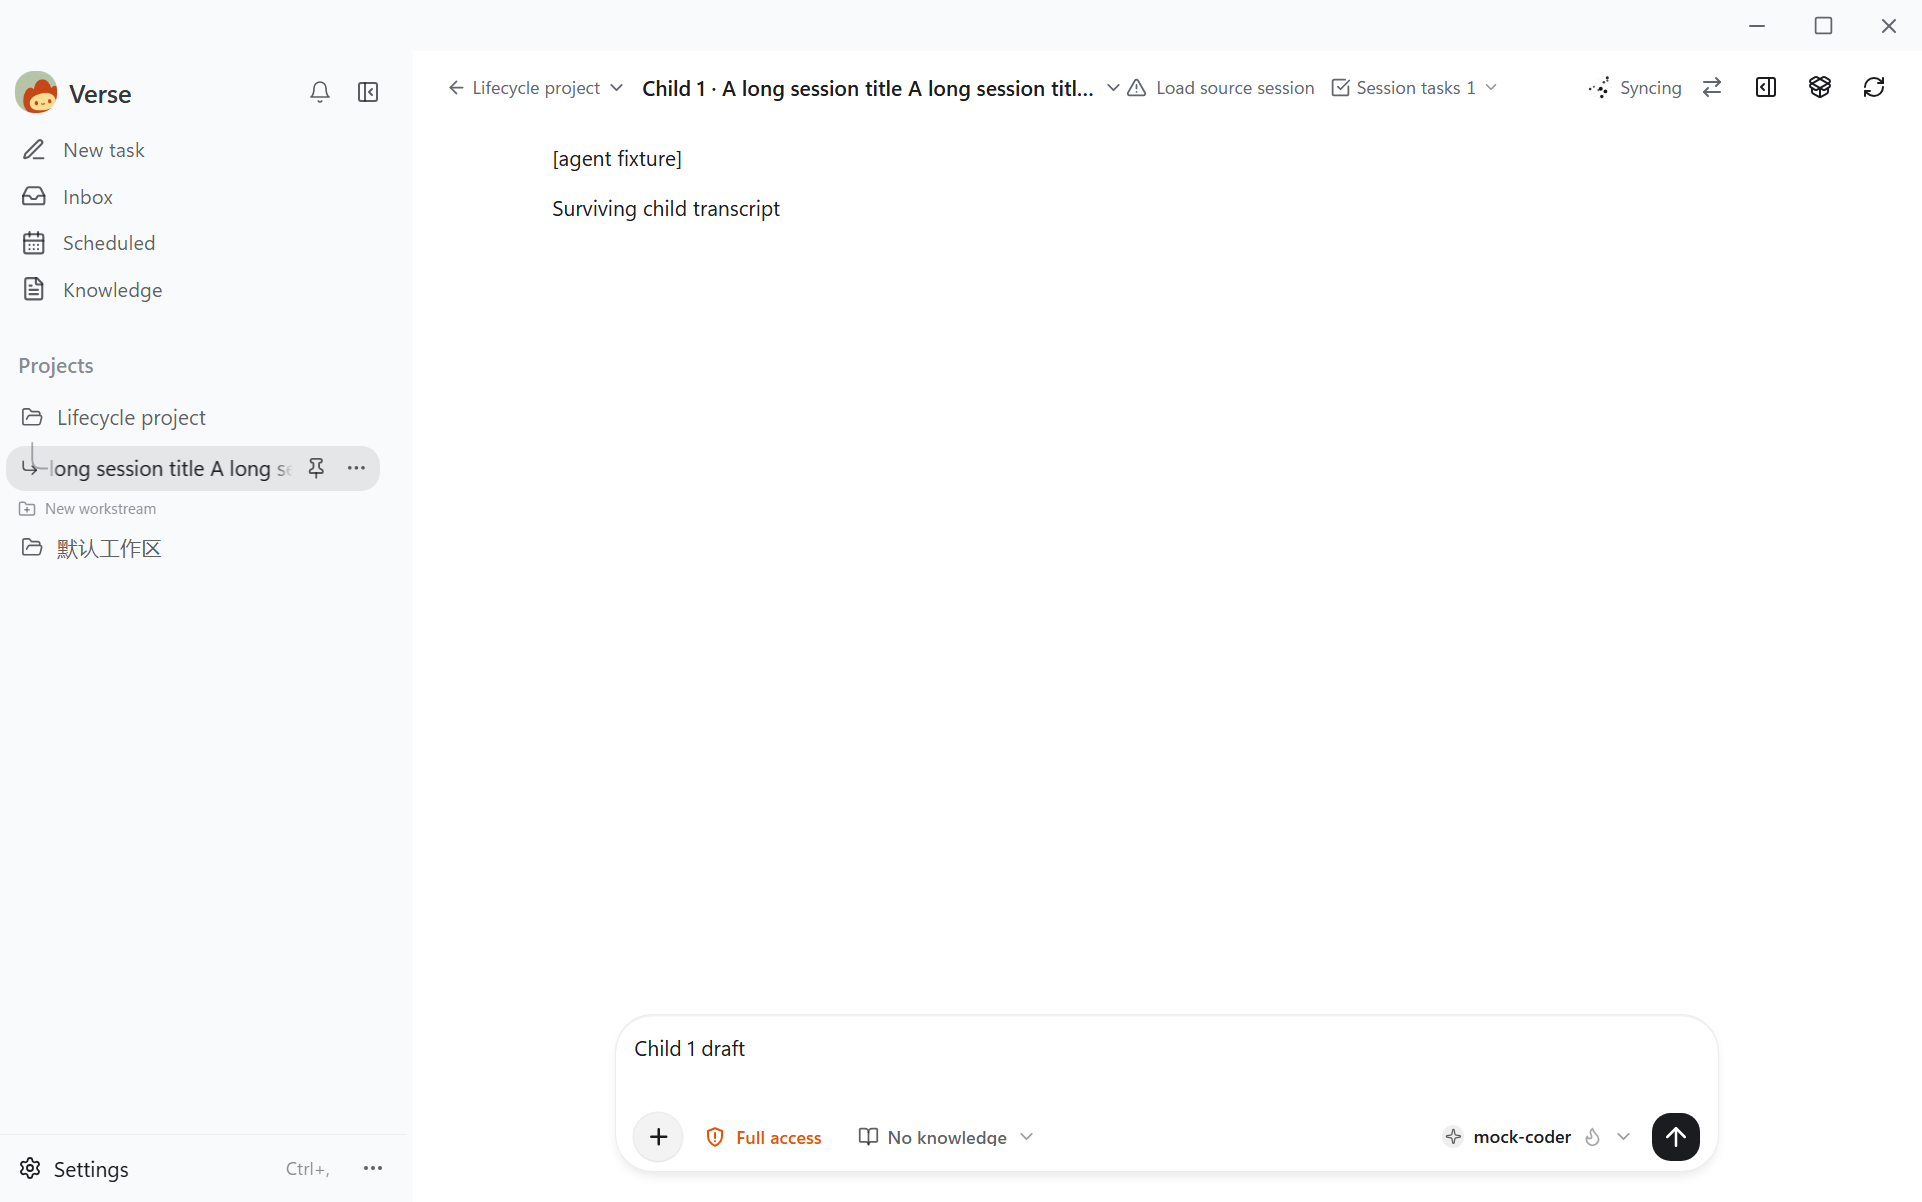 Verse
New task
Inbox
Scheduled
Knowledge
Projects
Lifecycle project
long session title A long se
New workstream
默认工作区
Settings
Ctrl+,
Lifecycle project
Child 1 · A long session title A long session titl...
Load source session
Session tasks 1
Syncing
[agent fixture]
Surviving child transcript
Child 1 draft
Full access
No knowledge
mock-coder